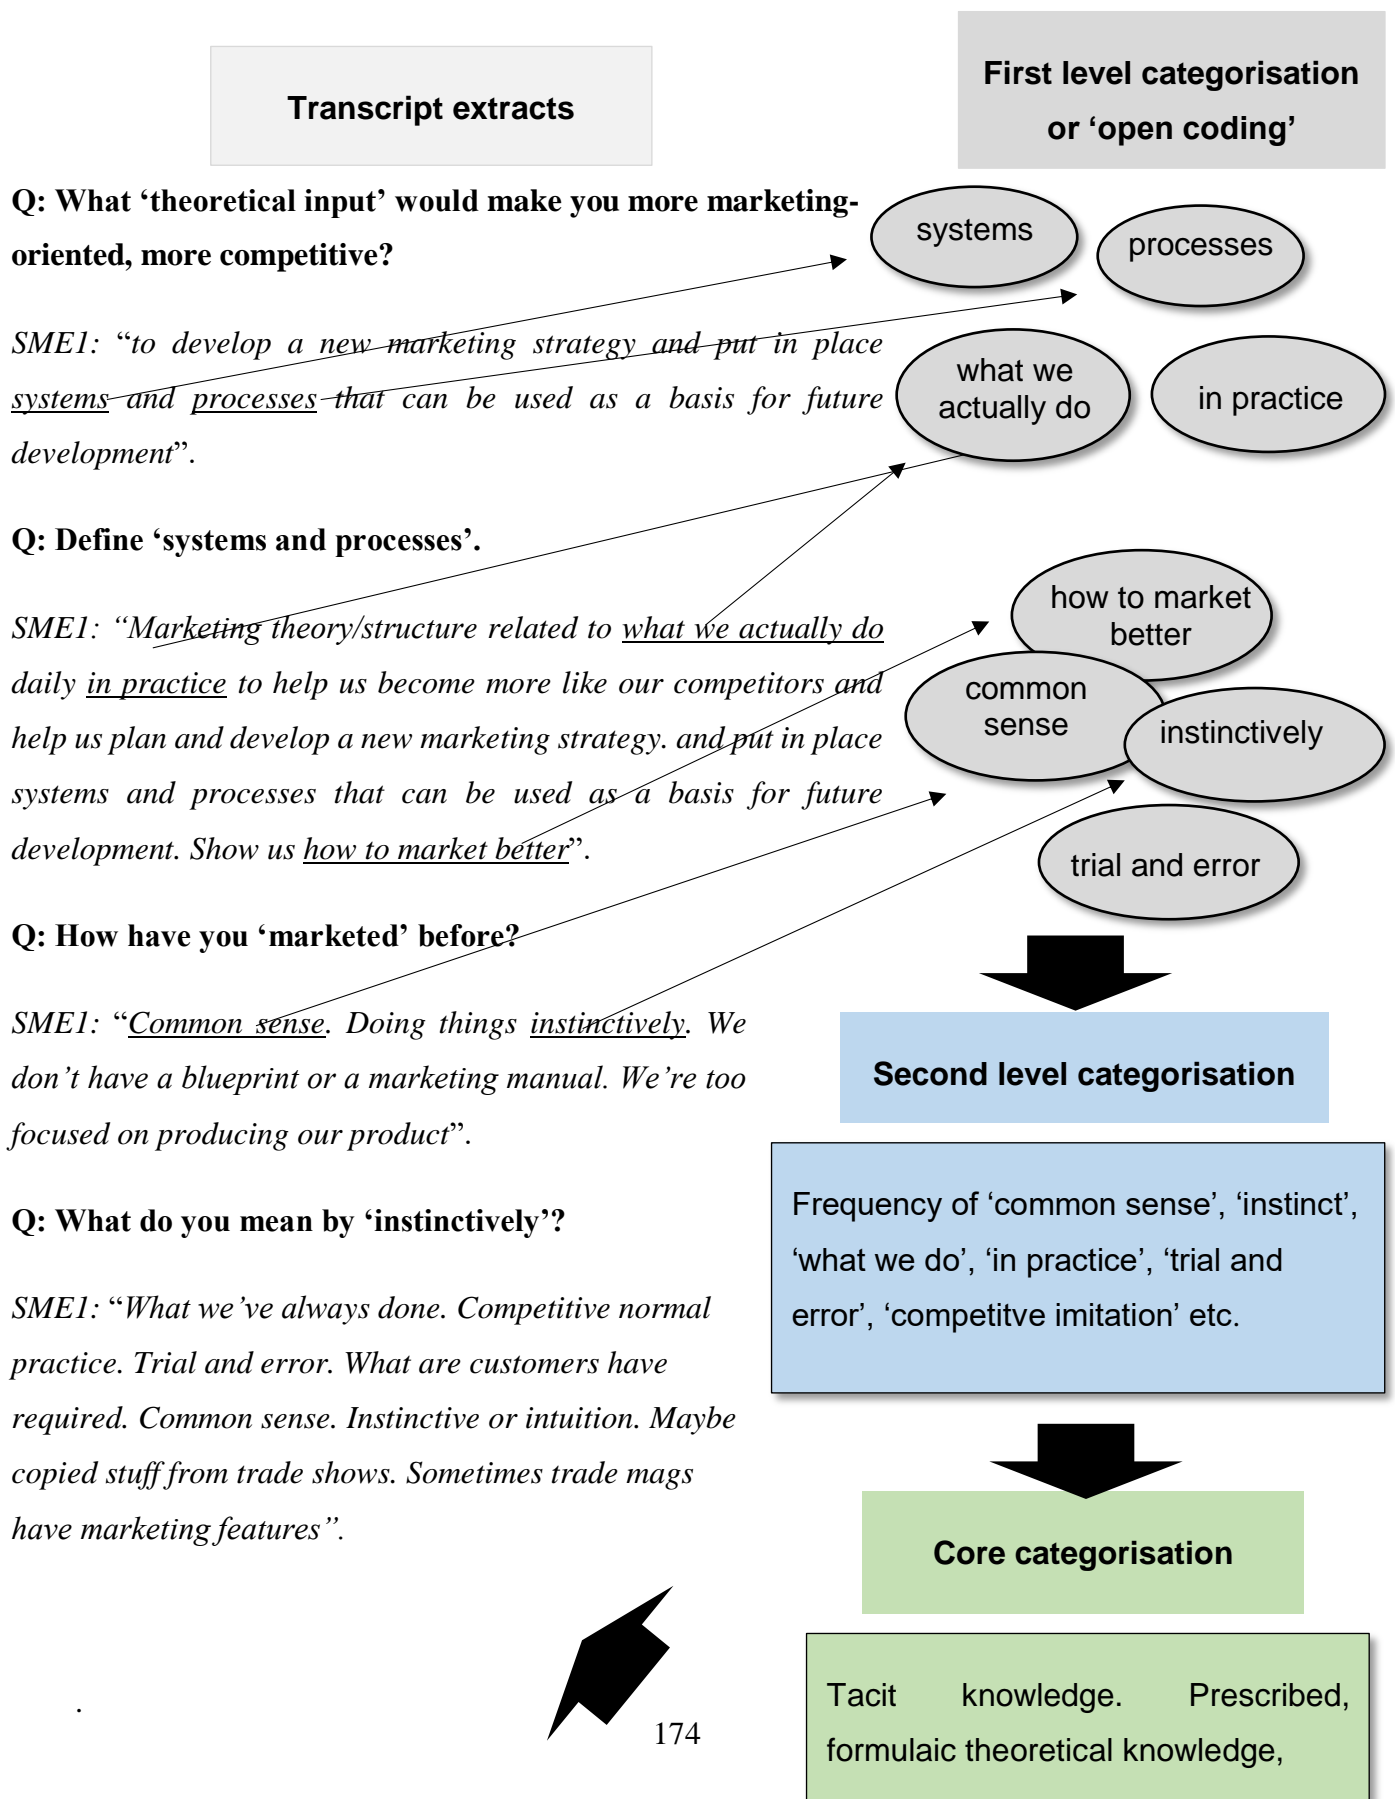 Transcript extracts
First level categorisation
or ‘open coding’
Q: What ‘theoretical input’ would make you more marketing-
oriented, more competitive?
SME1: “to develop a new marketing strategy and put in place
systems and processes that can be used as a basis for future
development”.
Q: Define ‘systems and processes’.
SME1: “Marketing theory/structure related to what we actually do
daily in practice to help us become more like our competitors and
help us plan and develop a new marketing strategy. and put in place
systems and processes that can be used as a basis for future
development. Show us how to market better”.
Q: How have you ‘marketed’ before?
SME1: “Common sense. Doing things instinctively. We
don’t have a blueprint or a marketing manual. We’re too
focused on producing our product”.
Q: What do you mean by ‘instinctively’?
SME1: “What we’ve always done. Competitive normal
practice. Trial and error. What are customers have
required. Common sense. Instinctive or intuition. Maybe
copied stuff from trade shows. Sometimes trade mags
have marketing features”.
.
systems
processes
what we
actually do
in practice
how to market
better
common
sense
instinctively
trial and error
Second level categorisation
Frequency of ‘common sense’, ‘instinct’,
‘what we do’, ‘in practice’, ‘trial and
error’, ‘competitve imitation’ etc.
Core categorisation
Tacit knowledge. Prescribed,
formulaic theoretical knowledge,
174